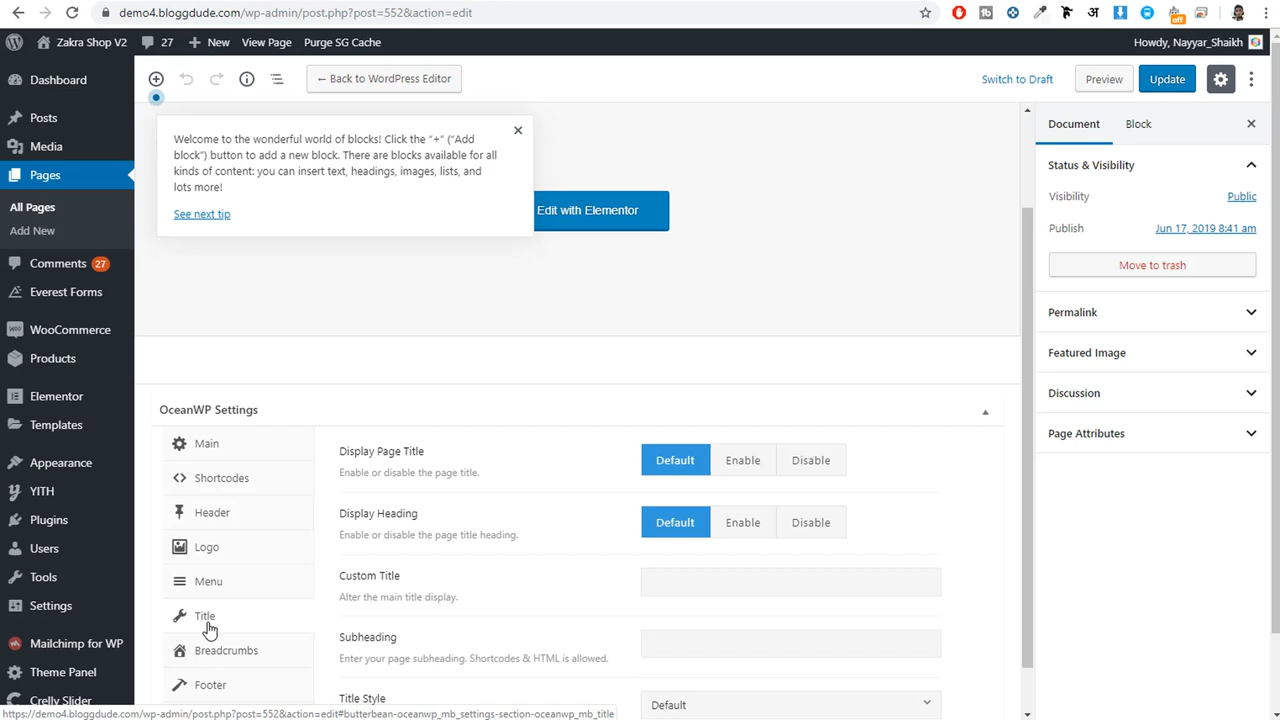 demo4.bloggdude.com/wp-admin/post.php?post=552&action=edit
Zakra Shop V2
27
New
View Page
Purge SG Cache
Howdy, Nayyar_Shaikh
Dashboard
Posts
Media
Pages
All Pages
Add New
Comments 27
Everest Forms
WooCommerce
Products
Elementor
Templates
Appearance
YITH
Plugins
Users
Tools
Settings
Mailchimp for WP
Theme Panel
Crelly Slider
← Back to WordPress Editor
Switch to Draft
Preview
Update
Welcome to the wonderful world of blocks! Click the “+” (“Add
block”) button to add a new block. There are blocks available for all
kinds of content: you can insert text, headings, images, lists, and
lots more!
See next tip
Edit with Elementor
OceanWP Settings
Main
Shortcodes
Header
Logo
Menu
Title
Breadcrumbs
Footer
Display Page Title
Enable or disable the page title.
Default Enable Disable
Display Heading
Enable or disable the page title heading.
Default Enable Disable
Custom Title
Alter the main title display.
Subheading
Enter your page subheading. Shortcodes & HTML is allowed.
Title Style
Default
Document
Block
Status & Visibility
Visibility
Public
Publish
Jun 17, 2019 8:41 am
Move to trash
Permalink
Featured Image
Discussion
Page Attributes
off
अ
https://demo4.bloggdude.com/wp-admin/post.php?post=552&action=edit#butterbean-oceanwp_mb_settings-section-oceanwp_mb_title